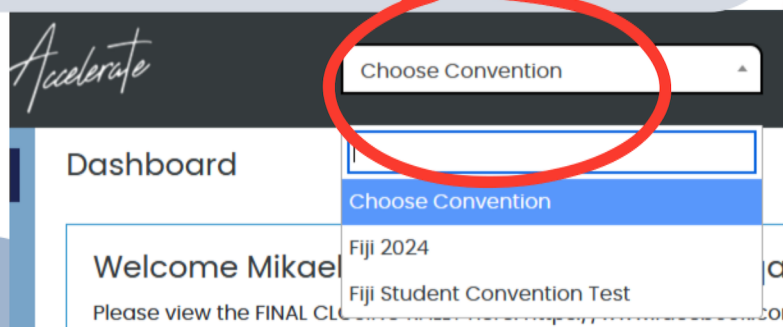 Accelerate
Choose Convention
Dashboard
Choose Convention
Fiji 2024
Fiji Student Convention Test
Welcome Mikael
Please view the FINAL